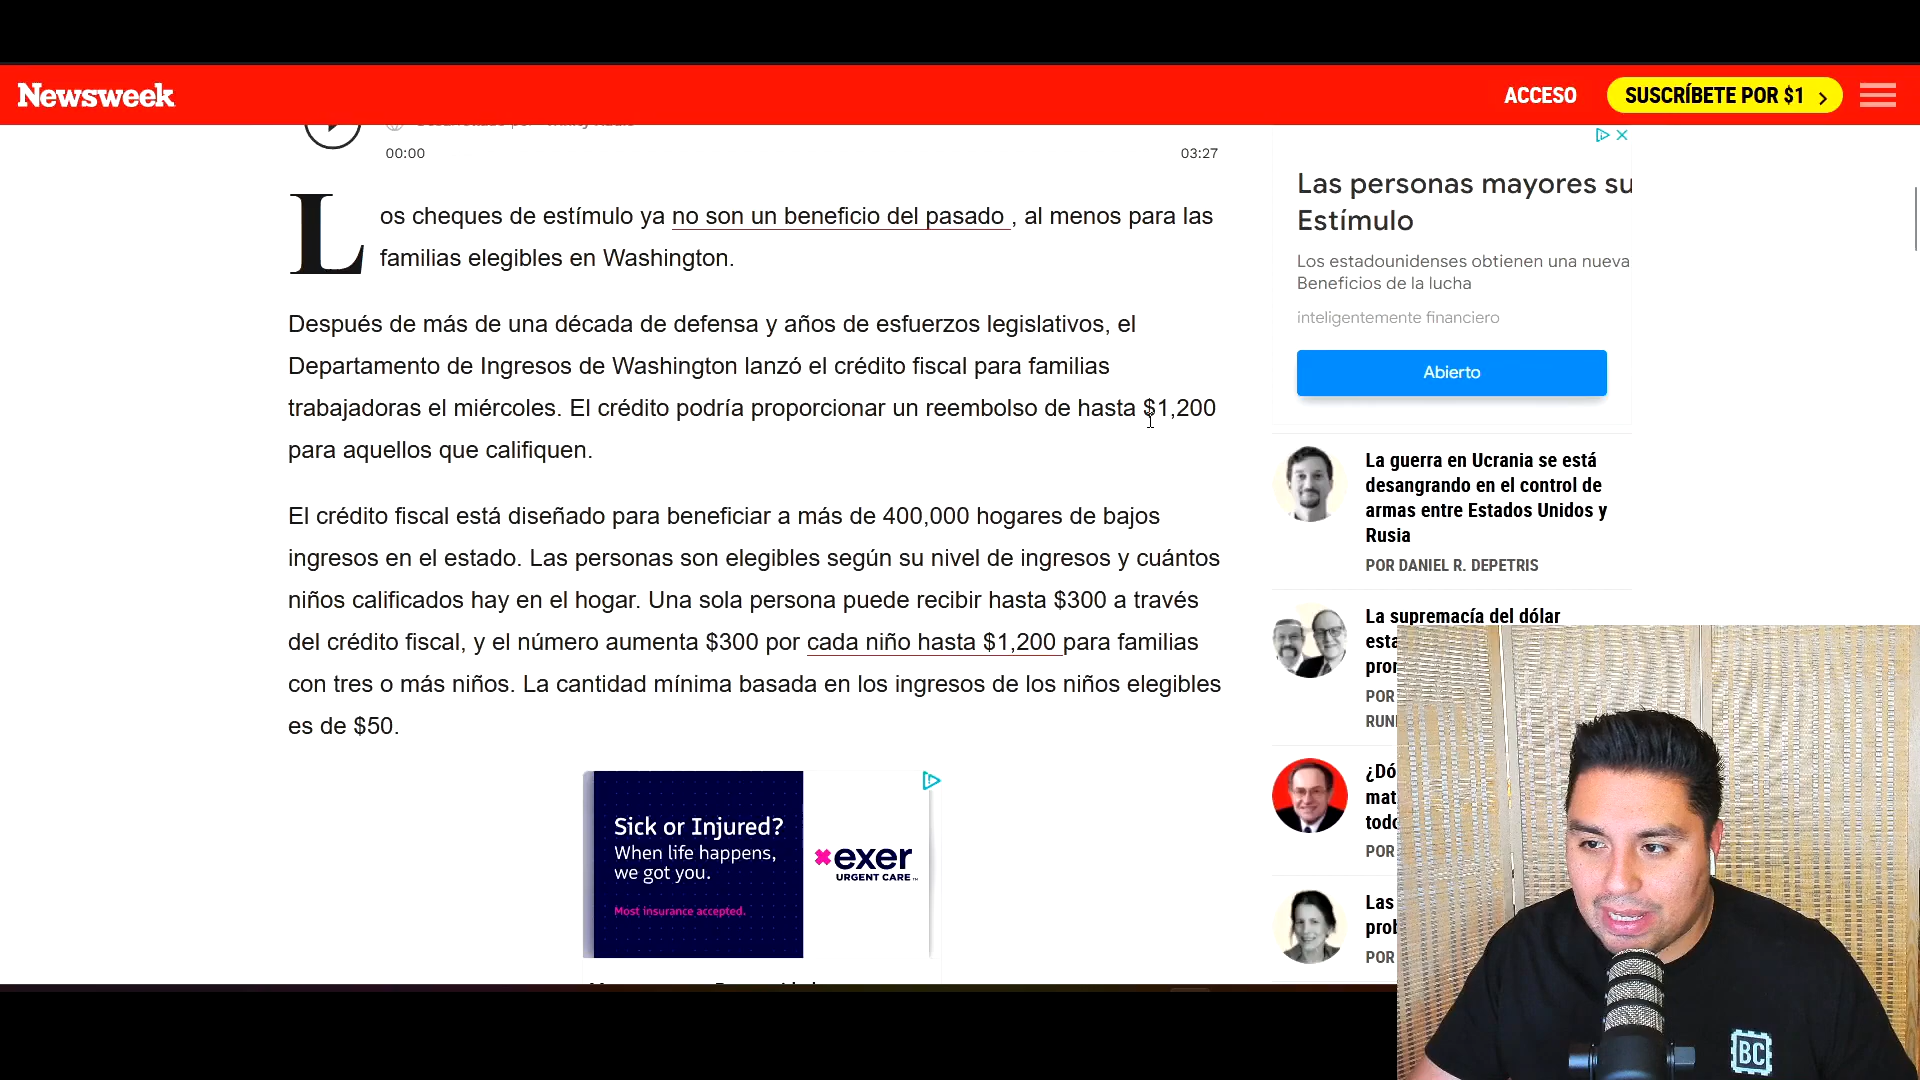 Newsweek
ACCESO
SUSCRÍBETE POR $1
00:00
03:27
Los cheques de estímulo ya no son un beneficio del pasado , al menos para las
familias elegibles en Washington.
Después de más de una década de defensa y años de esfuerzos legislativos, el
Departamento de Ingresos de Washington lanzó el crédito fiscal para familias
trabajadoras el miércoles. El crédito podría proporcionar un reembolso de hasta $1,200
para aquellos que califiquen.
El crédito fiscal está diseñado para beneficiar a más de 400,000 hogares de bajos
ingresos en el estado. Las personas son elegibles según su nivel de ingresos y cuántos
niños calificados hay en el hogar. Una sola persona puede recibir hasta $300 a través
del crédito fiscal, y el número aumenta $300 por cada niño hasta $1,200 para familias
con tres o más niños. La cantidad mínima basada en los ingresos de los niños elegibles
es de $50.
Sick or Injured?
When life happens,
we got you.
Most insurance accepted.
exer
URGENT CARE
Las personas mayores su
Estímulo
Los estadounidenses obtienen una nueva
Beneficios de la lucha
inteligentemente financiero
Abierto
La guerra en Ucrania se está
desangrando en el control de
armas entre Estados Unidos y
Rusia
POR DANIEL R. DEPETRIS
La supremacía del dólar
POR
POR
Las
POR
BC